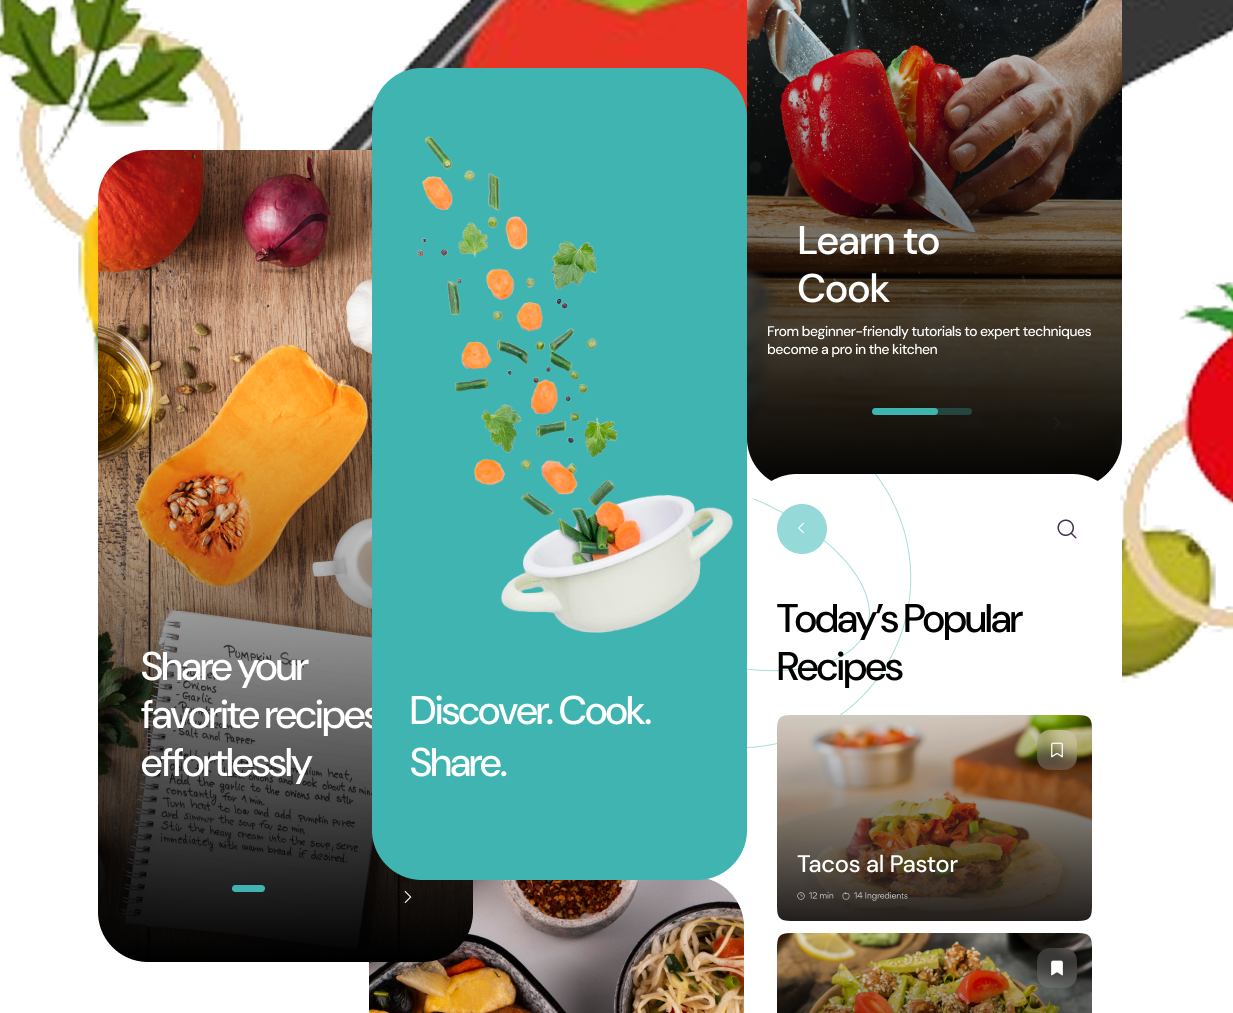 Pumpkin
- Onions
- Garlic
- Salt and Papper
Share your
favorite recipes
effortlessly
Add the garlic to the onions and stir
constantly for 1 min.
Turn heat to low and add pumpkin puree
and simmer the soup for 20 min
Stir the heavy cream into the soup, serve
immediately with warm bread if desired.
Discover. Cook.
Share.
Learn to
Cook
From beginner-friendly tutorials to expert techniques
become a pro in the kitchen
Today's Popular
Recipes
Tacos al Pastor
12 min 14 Ingredients